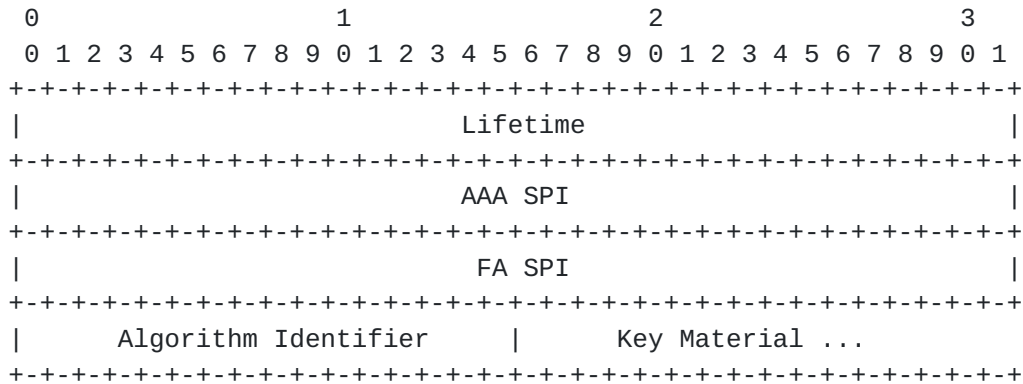 0                   1                   2                   3
 0 1 2 3 4 5 6 7 8 9 0 1 2 3 4 5 6 7 8 9 0 1 2 3 4 5 6 7 8 9 0 1
+-+-+-+-+-+-+-+-+-+-+-+-+-+-+-+-+-+-+-+-+-+-+-+-+-+-+-+-+-+-+-+-+
|                            Lifetime                           |
+-+-+-+-+-+-+-+-+-+-+-+-+-+-+-+-+-+-+-+-+-+-+-+-+-+-+-+-+-+-+-+-+
|                            AAA SPI                            |
+-+-+-+-+-+-+-+-+-+-+-+-+-+-+-+-+-+-+-+-+-+-+-+-+-+-+-+-+-+-+-+-+
|                             FA SPI                            |
+-+-+-+-+-+-+-+-+-+-+-+-+-+-+-+-+-+-+-+-+-+-+-+-+-+-+-+-+-+-+-+-+
|      Algorithm Identifier     |      Key Material ...
+-+-+-+-+-+-+-+-+-+-+-+-+-+-+-+-+-+-+-+-+-+-+-+-+-+-+-+-+-+-+-+-+